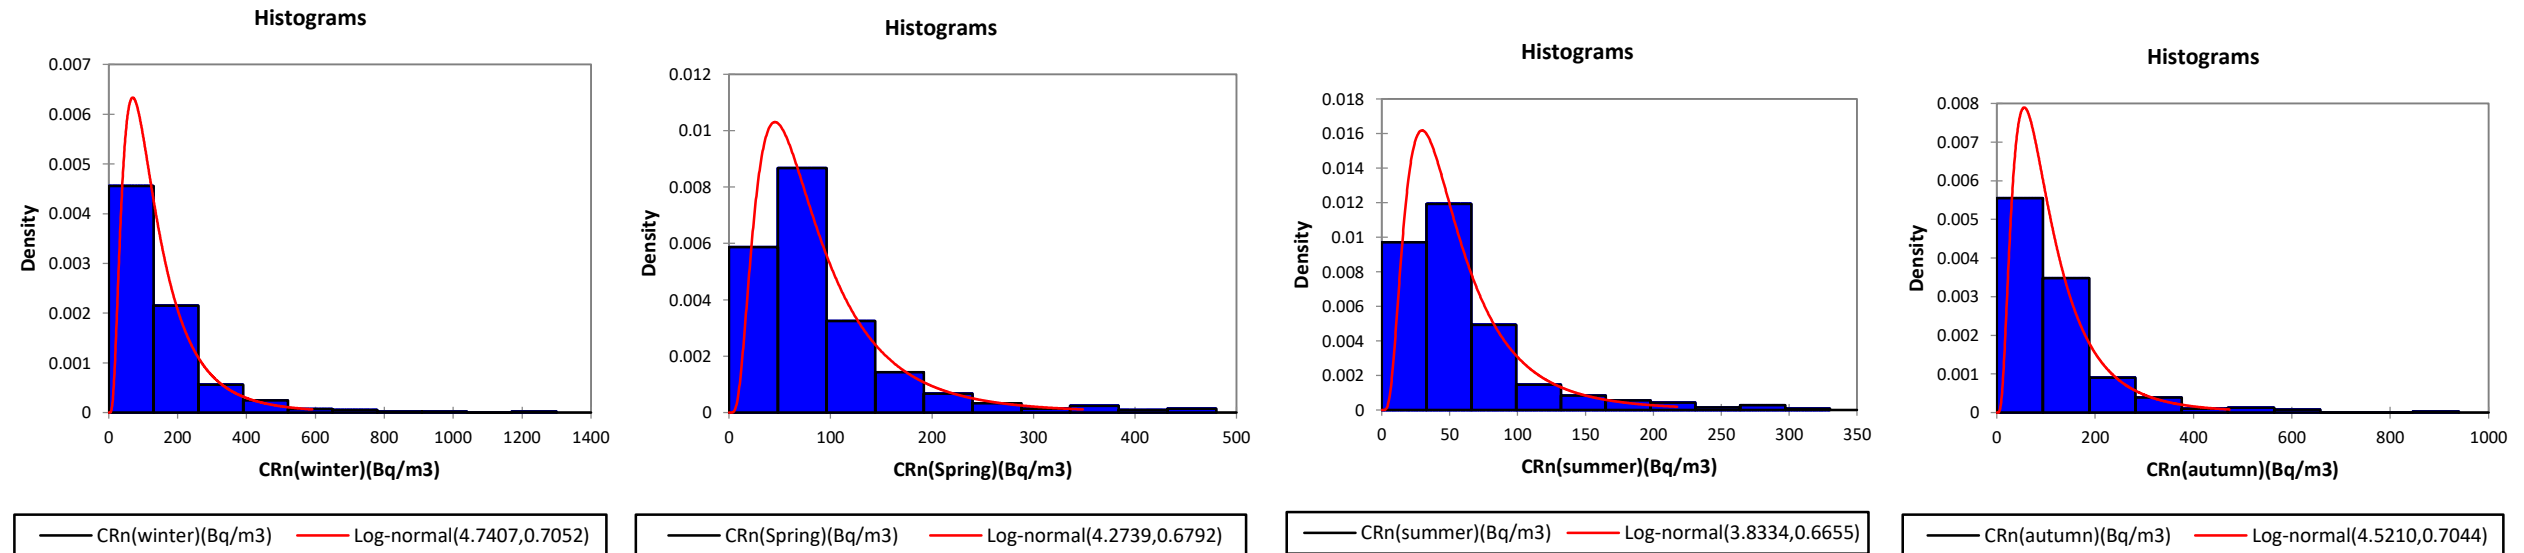 Histograms
0.007
0.006
0.005
0.004
0.003
0.002
0.001
0
Density
0 200 400 600 800 1000 1200 1400
CRn(winter)(Bq/m3)
CRn(winter)(Bq/m3) Log-normal(4.7407,0.7052)
Histograms
0.012
0.01
0.008
0.006
0.004
0.002
0
Density
0 100 200 300 400 500
CRn(Spring)(Bq/m3)
CRn(Spring)(Bq/m3) Log-normal(4.2739,0.6792)
Histograms
0.018
0.016
0.014
0.012
0.01
0.008
0.006
0.004
0.002
0
Density
0 50 100 150 200 250 300 350
CRn(summer)(Bq/m3)
CRn(summer)(Bq/m3) Log-normal(3.8334,0.6655)
Histograms
0.008
0.007
0.006
0.005
0.004
0.003
0.002
0.001
0
Density
0 200 400 600 800 1000
CRn(autumn)(Bq/m3)
CRn(autumn)(Bq/m3) Log-normal(4.5210,0.7044)